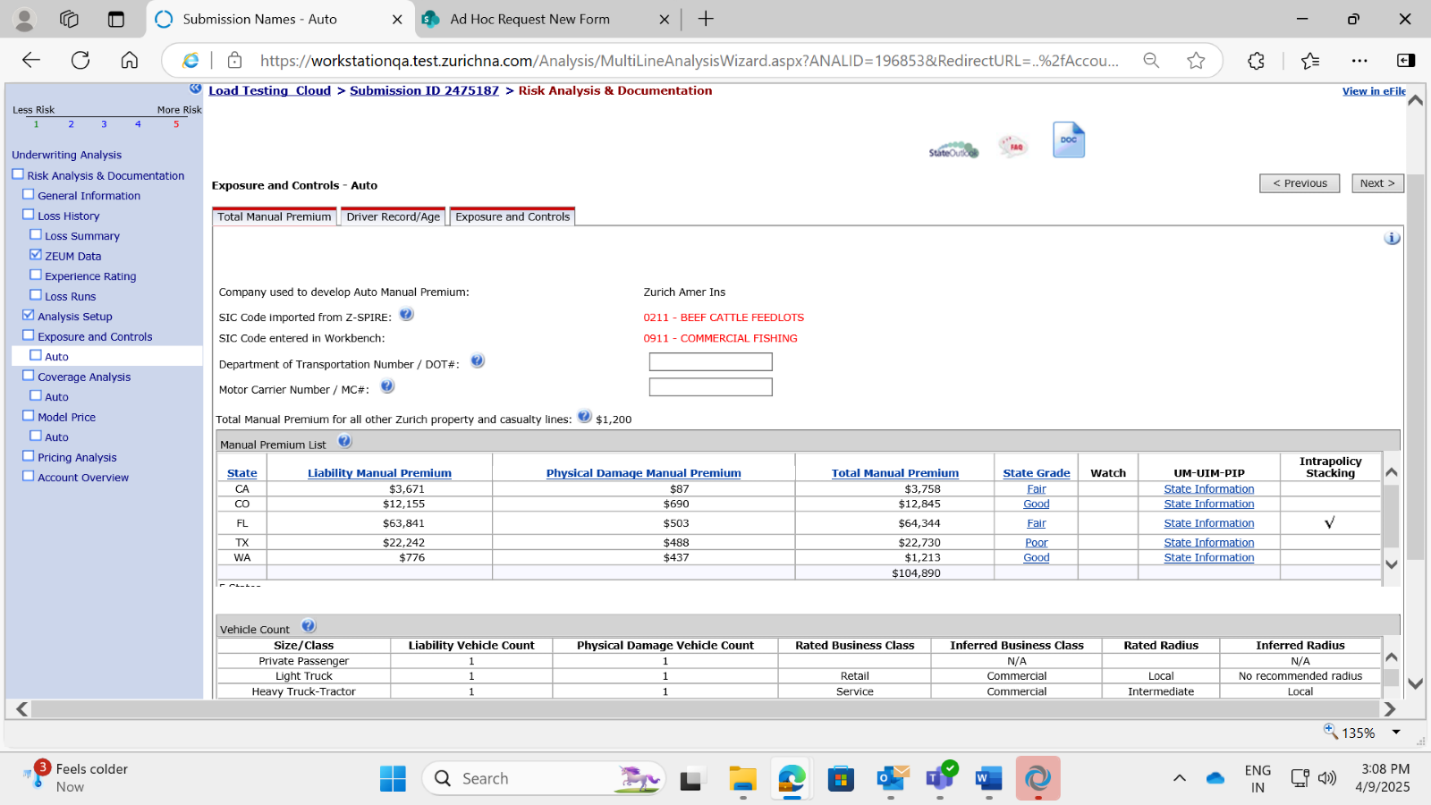 Submission Names - Auto
Ad Hoc Request New Form
https://workstationqa.test.zurichna.com/Analysis/MultiLineAnalysisWizard.aspx?ANALID=196853&RedirectURL=..%2fAccou...
Load Testing Cloud > Submission ID 2475187 > Risk Analysis & Documentation
View in eFile
Less Risk More Risk
1 2 3 4 5
Underwriting Analysis
Risk Analysis & Documentation
General Information
Loss History
Loss Summary
ZEUM Data
Experience Rating
Loss Runs
Analysis Setup
Exposure and Controls
Auto
Coverage Analysis
Auto
Model Price
Auto
Pricing Analysis
Account Overview
StateOutlook FAQ DOC
Exposure and Controls - Auto
< Previous Next >
Total Manual Premium Driver Record/Age Exposure and Controls
Company used to develop Auto Manual Premium: Zurich Amer Ins
SIC Code imported from Z-SPIRE: 0211 - BEEF CATTLE FEEDLOTS
SIC Code entered in Workbench: 0911 - COMMERCIAL FISHING
Department of Transportation Number / DOT#:
Motor Carrier Number / MC#:
Total Manual Premium for all other Zurich property and casualty lines: $1,200
Manual Premium List
State Liability Manual Premium Physical Damage Manual Premium Total Manual Premium State Grade Watch UM-UIM-PIP Intrapolicy Stacking
CA $3,671 $87 $3,758 Fair State Information
CO $12,155 $690 $12,845 Good State Information
FL $63,841 $503 $64,344 Fair State Information √
TX $22,242 $488 $22,730 Poor State Information
WA $776 $437 $1,213 Good State Information
$104,890
Vehicle Count
Size/Class Liability Vehicle Count Physical Damage Vehicle Count Rated Business Class Inferred Business Class Rated Radius Inferred Radius
Private Passenger 1 1 N/A N/A
Light Truck 1 1 Retail Commercial Local No recommended radius
Heavy Truck-Tractor 1 1 Service Commercial Intermediate Local
135%
3
Feels colder
Now
Search
ENG
IN
3:08 PM
4/9/2025